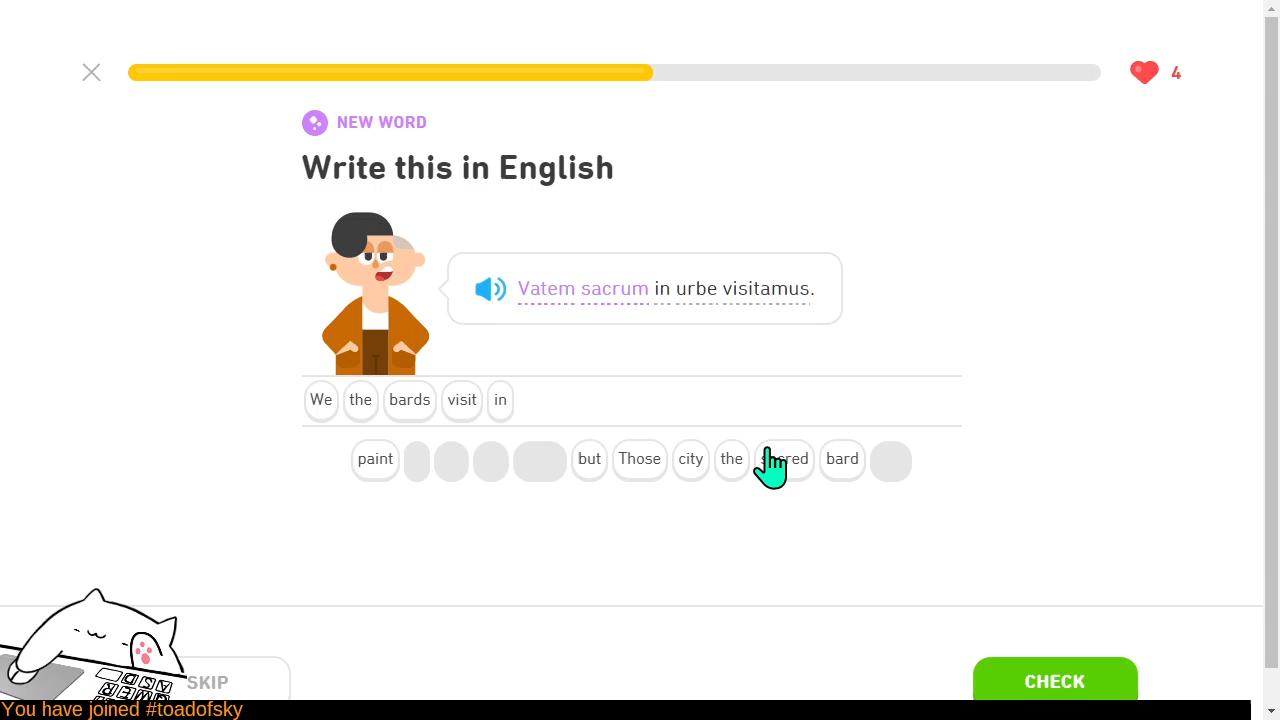 4
NEW WORD
Write this in English
Vatem sacrum in urbe visitamus.
We the bards visit in
paint but Those city the bard
SKIP
CHECK
You have joined #toadofsky